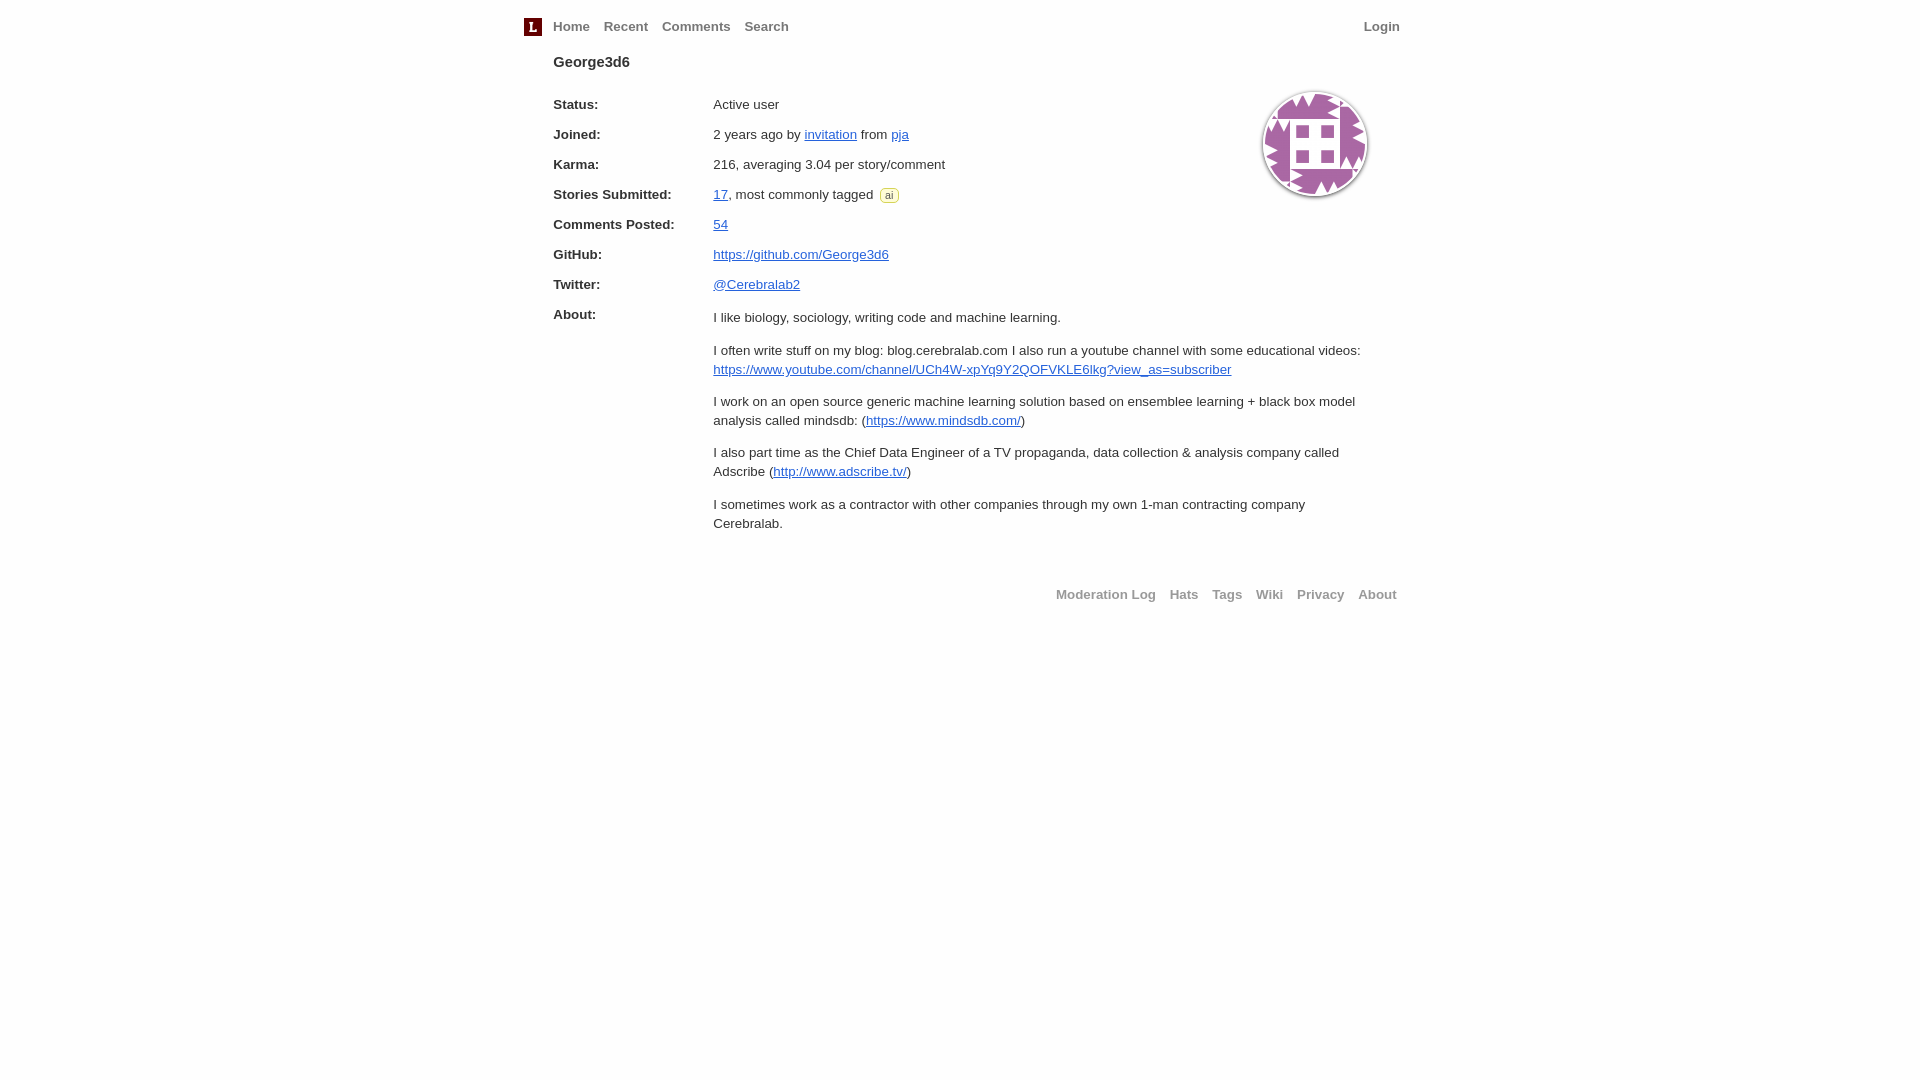 L Home Recent Comments Search Login
George3d6
Status: Active user
Joined: 2 years ago by invitation from pja
Karma: 216, averaging 3.04 per story/comment
Stories Submitted: 17, most commonly tagged ai
Comments Posted: 54
GitHub: https://github.com/George3d6
Twitter: @Cerebralab2
About:
I like biology, sociology, writing code and machine learning.
I often write stuff on my blog: blog.cerebralab.com I also run a youtube channel with some educational videos:
https://www.youtube.com/channel/UCh4W-xpYq9Y2QOFVKLE6lkg?view_as=subscriber
I work on an open source generic machine learning solution based on ensemblee learning + black box model
analysis called mindsdb: (https://www.mindsdb.com/)
I also part time as the Chief Data Engineer of a TV propaganda, data collection & analysis company called
Adscribe (http://www.adscribe.tv/)
I sometimes work as a contractor with other companies through my own 1-man contracting company
Cerebralab.
Moderation Log Hats Tags Wiki Privacy About